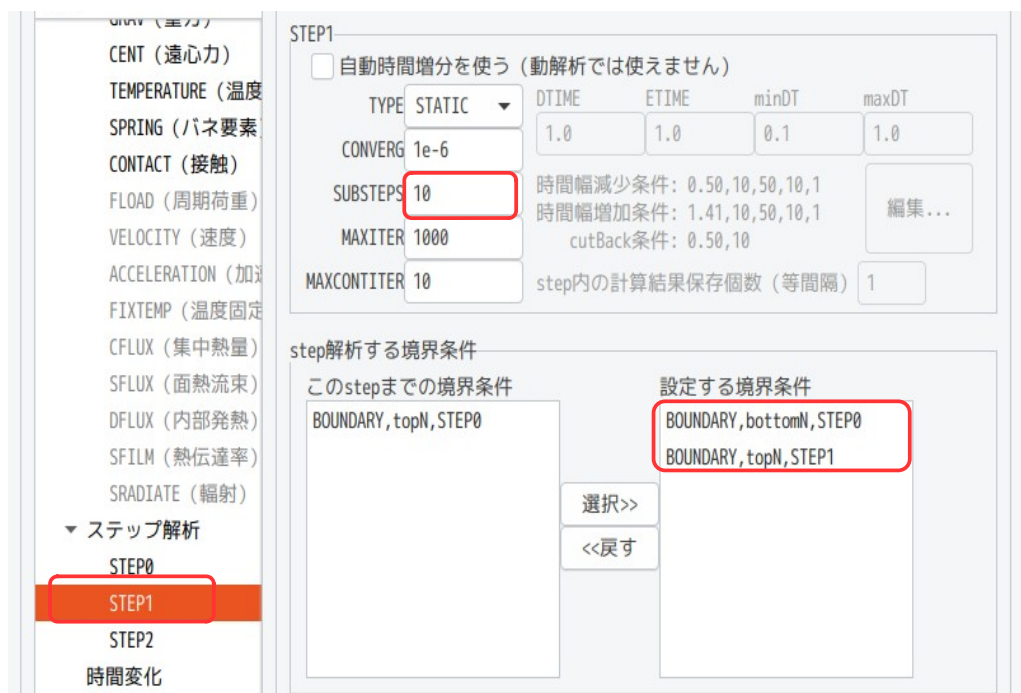 GRAV (重力)
CENT (遠心力)
TEMPERATURE (温度
SPRING (バネ要素
CONTACT (接触)
FLOAD (周期荷重)
VELOCITY (速度)
ACCELERATION (加速
FIXTEMP (温度固定
CFLUX (集中熱量)
SFLUX (面熱流束)
DFLUX (内部発熱)
SFILM (熱伝達率)
SRADIATE (輻射)
ステップ解析
STEP0
STEP1
STEP2
時間変化
STEP1
自動時間増分を使う (動解析では使えません)
TYPE STATIC
CONVERG 1e-6
SUBSTEPS 10
MAXITER 1000
MAXCONTITER 10
DTIME ETIME minDT maxDT
1.0 1.0 0.1 1.0
時間幅減少条件: 0.50,10,50,10,1
時間幅増加条件: 1.41,10,50,10,1
cutBack条件: 0.50,10
編集...
step内の計算結果保存個数 (等間隔) 1
step解析する境界条件
このstepまでの境界条件
BOUNDARY,topN,STEP0
選択>>
<<戻す
設定する境界条件
BOUNDARY,bottomN,STEP0
BOUNDARY,topN,STEP1